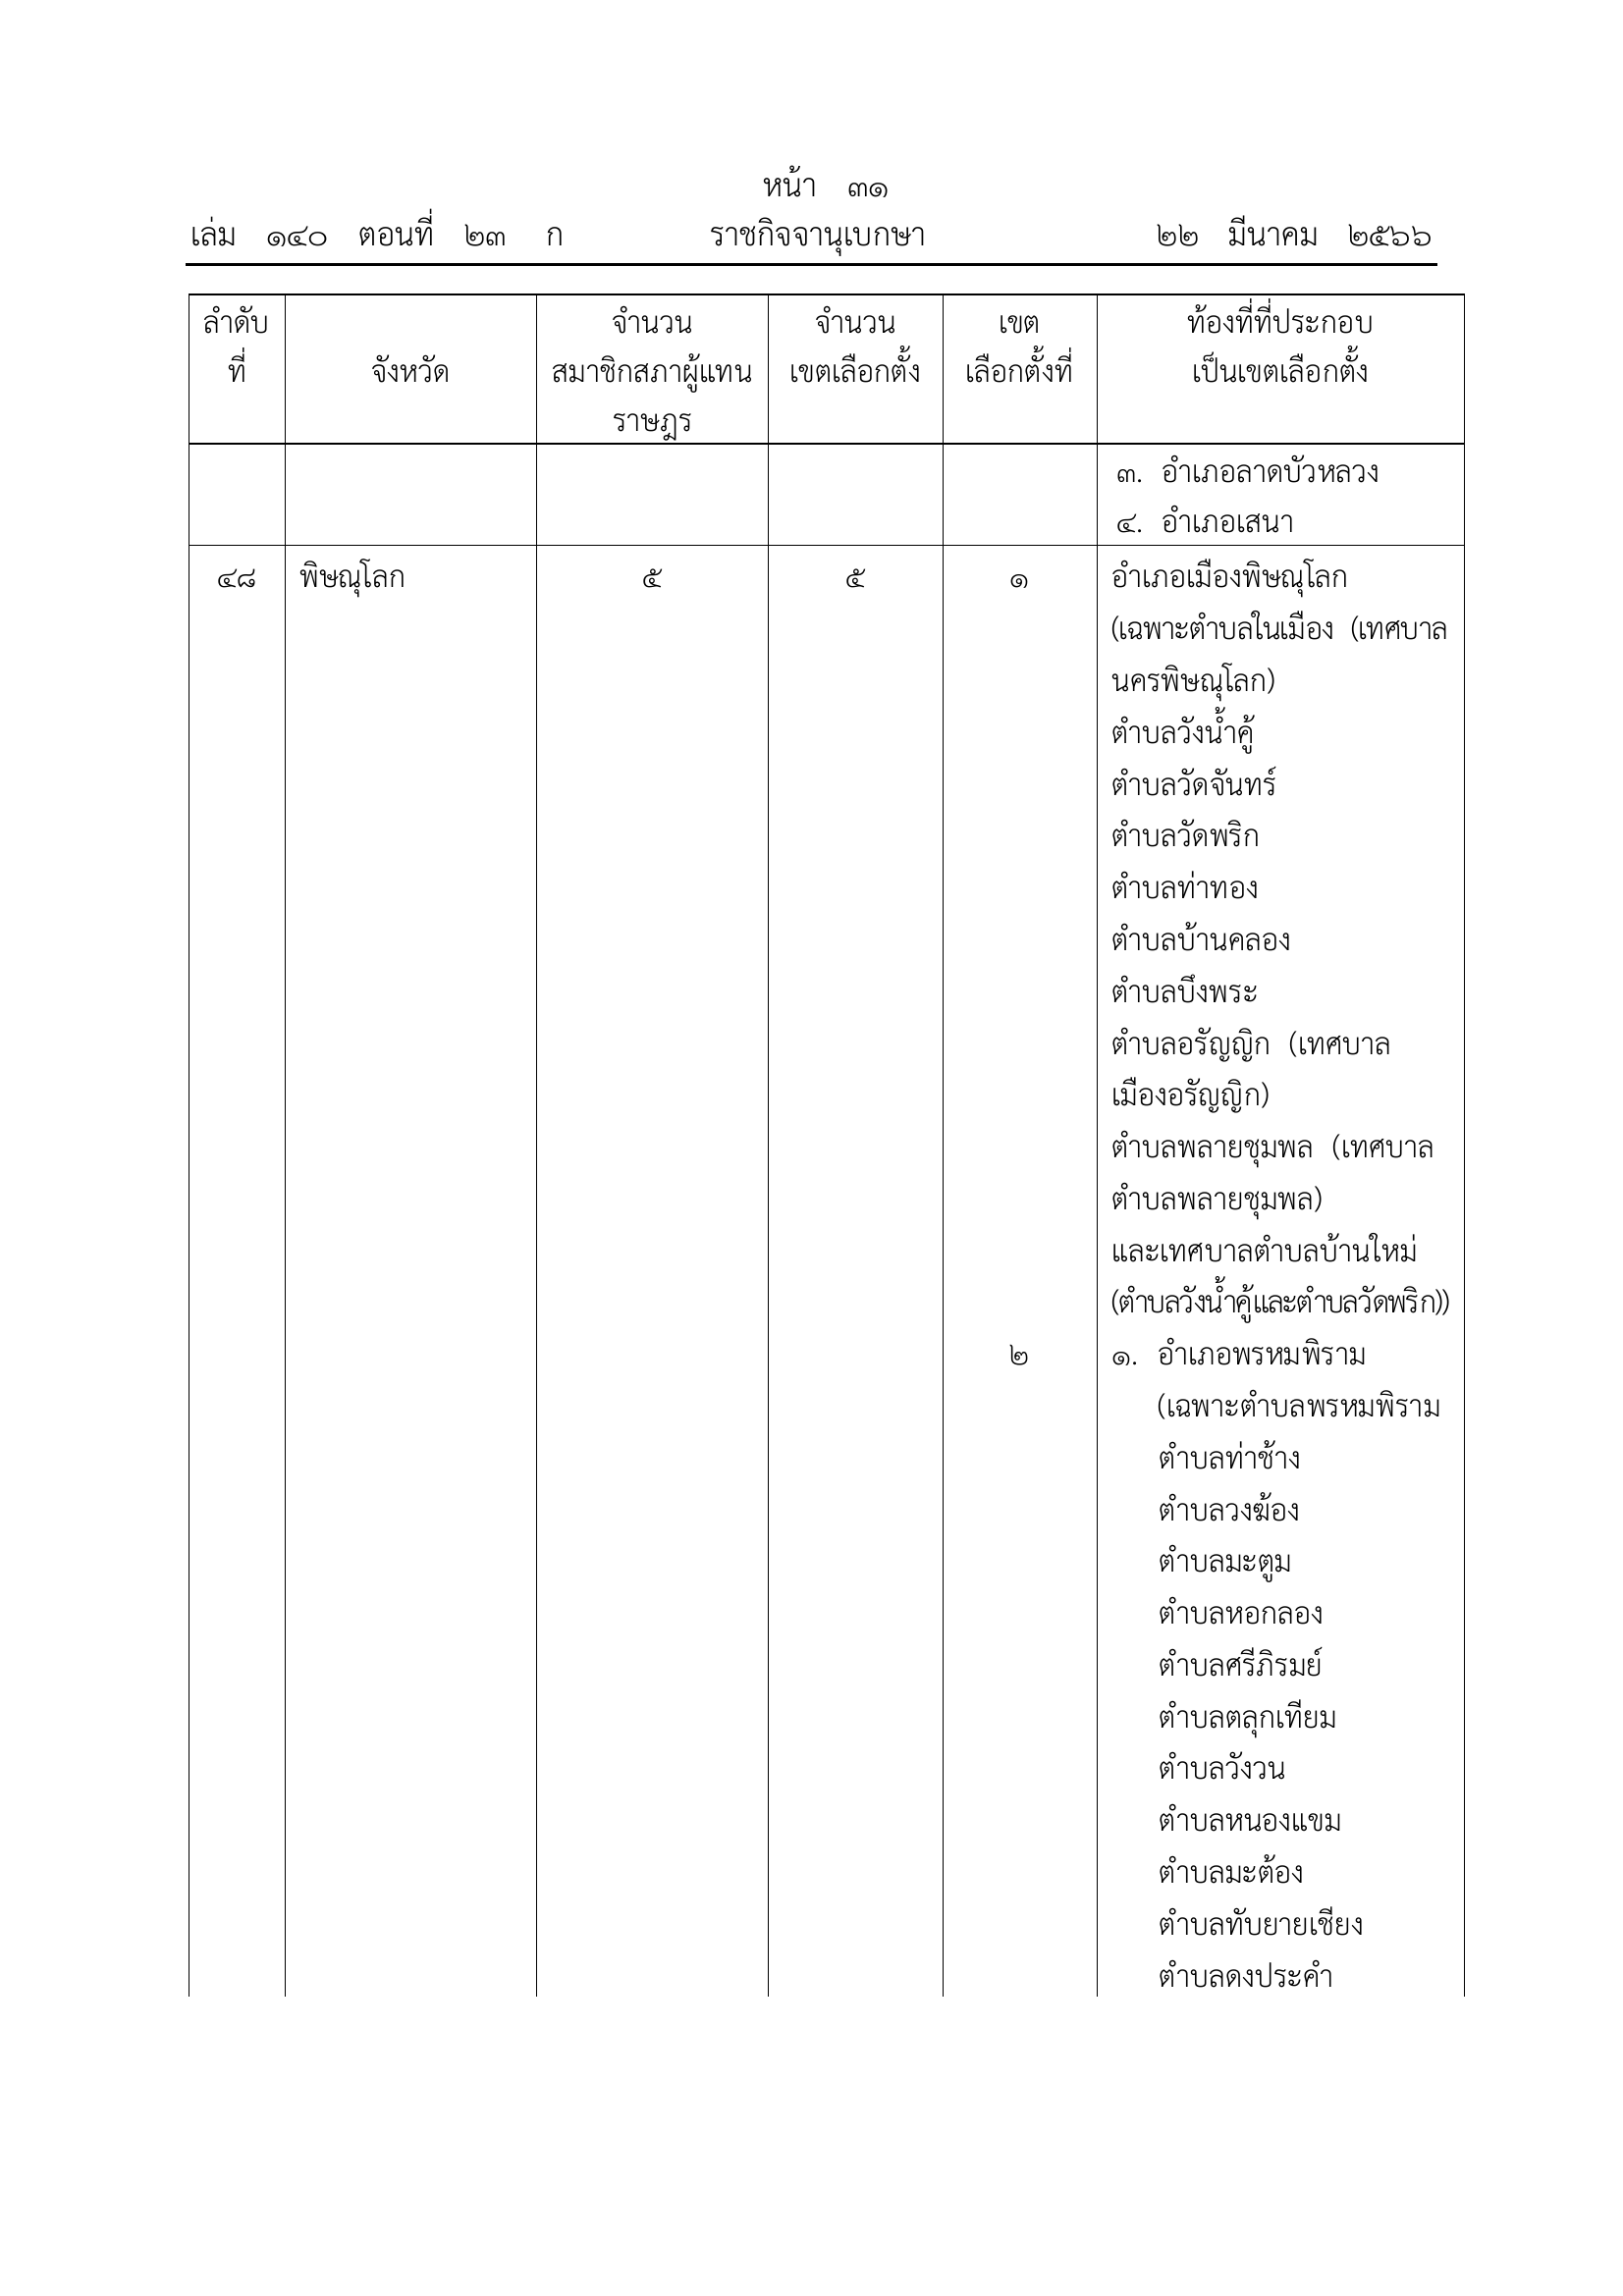 หน้า ๓๑
เล่ม ๑๔๐ ตอนที่ ๒๓ ก ราชกิจจานุเบกษา ๒๒ มีนาคม ๒๕๖๖
ลำดับ จำนวน จำนวน เขต ท้องที่ที่ประกอบ
ที่ จังหวัด สมาชิกสภาผู้แทน เขตเลือกตั้ง เลือกตั้งที่ เป็นเขตเลือกตั้ง
ราษฎร
๓. อำเภอลาดบัวหลวง
๔. อำเภอเสนา
๔๘ พิษณุโลก ๕ ๕ ๑ อำเภอเมืองพิษณุโลก
(เฉพาะตำบลในเมือง (เทศบาล
นครพิษณุโลก)
ตำบลวังน้ำคู้
ตำบลวัดจันทร์
ตำบลวัดพริก
ตำบลท่าทอง
ตำบลบ้านคลอง
ตำบลบึงพระ
ตำบลอรัญญิก (เทศบาล
เมืองอรัญญิก)
ตำบลพลายชุมพล (เทศบาล
ตำบลพลายชุมพล)
และเทศบาลตำบลบ้านใหม่
(ตำบลวังน้ำคู้และตำบลวัดพริก))
๒ ๑. อำเภอพรหมพิราม
(เฉพาะตำบลพรหมพิราม
ตำบลท่าช้าง
ตำบลวงฆ้อง
ตำบลมะตูม
ตำบลหอกลอง
ตำบลศรีภิรมย์
ตำบลตลุกเทียม
ตำบลวังวน
ตำบลหนองแขม
ตำบลมะต้อง
ตำบลทับยายเชียง
ตำบลดงประคำ